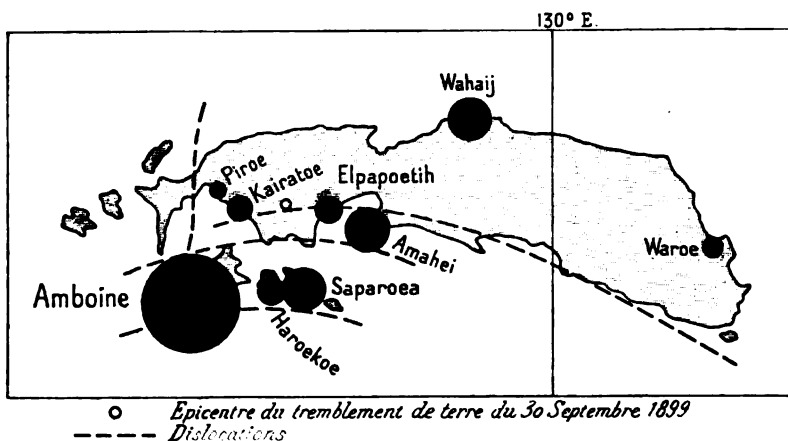 130° E.
Wahaij
Piroe
Kairatoe
Elpapoetih
Amahei
Waroe
Amboine
Saparoea
Haroekoe
Epicentre du tremblement de terre du 30 Septembre 1899
Dislocations